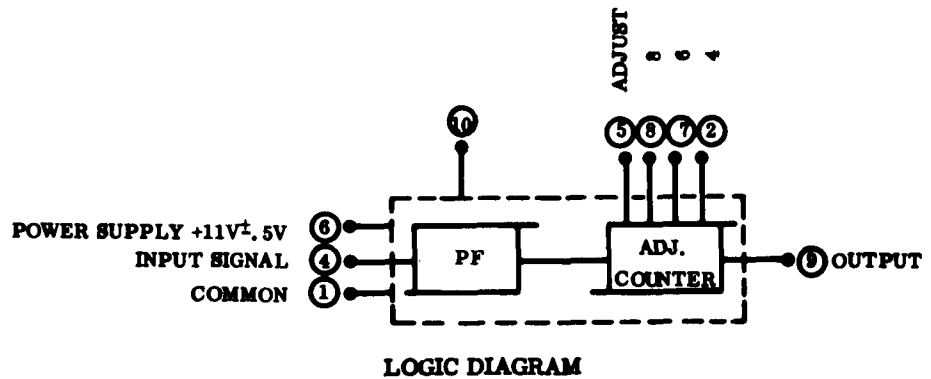 ADJUST
8
6
4
10
5 8 7 2
POWER SUPPLY +11V±.5V 6
INPUT SIGNAL 4
PF
ADJ.
COUNTER
9 OUTPUT
COMMON 1
LOGIC DIAGRAM